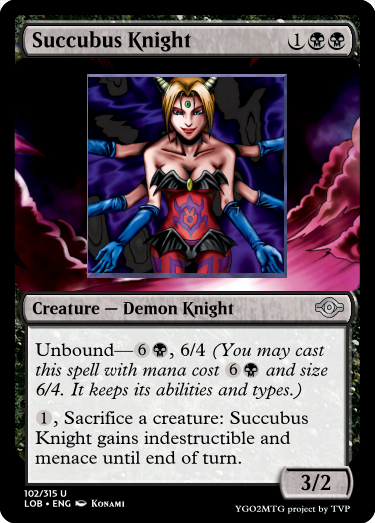 Succubus Knight 1
Creature — Demon Knight
Unbound—6, 6/4 (You may cast
this spell with mana cost 6 and size
6/4. It keeps its abilities and types.)
1, Sacrifice a creature: Succubus
Knight gains indestructible and
menace until end of turn.
3/2
102/315 U
LOB • ENG Konami
YGO2MTG project by TVP